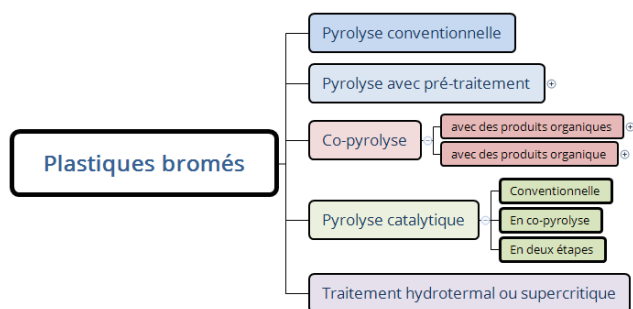 Plastiques bromés
Pyrolyse conventionnelle
Pyrolyse avec pré-traitement
Co-pyrolyse
avec des produits organiques
avec des produits organique
Pyrolyse catalytique
Conventionnelle
En co-pyrolyse
En deux étapes
Traitement hydrotermal ou supercritique